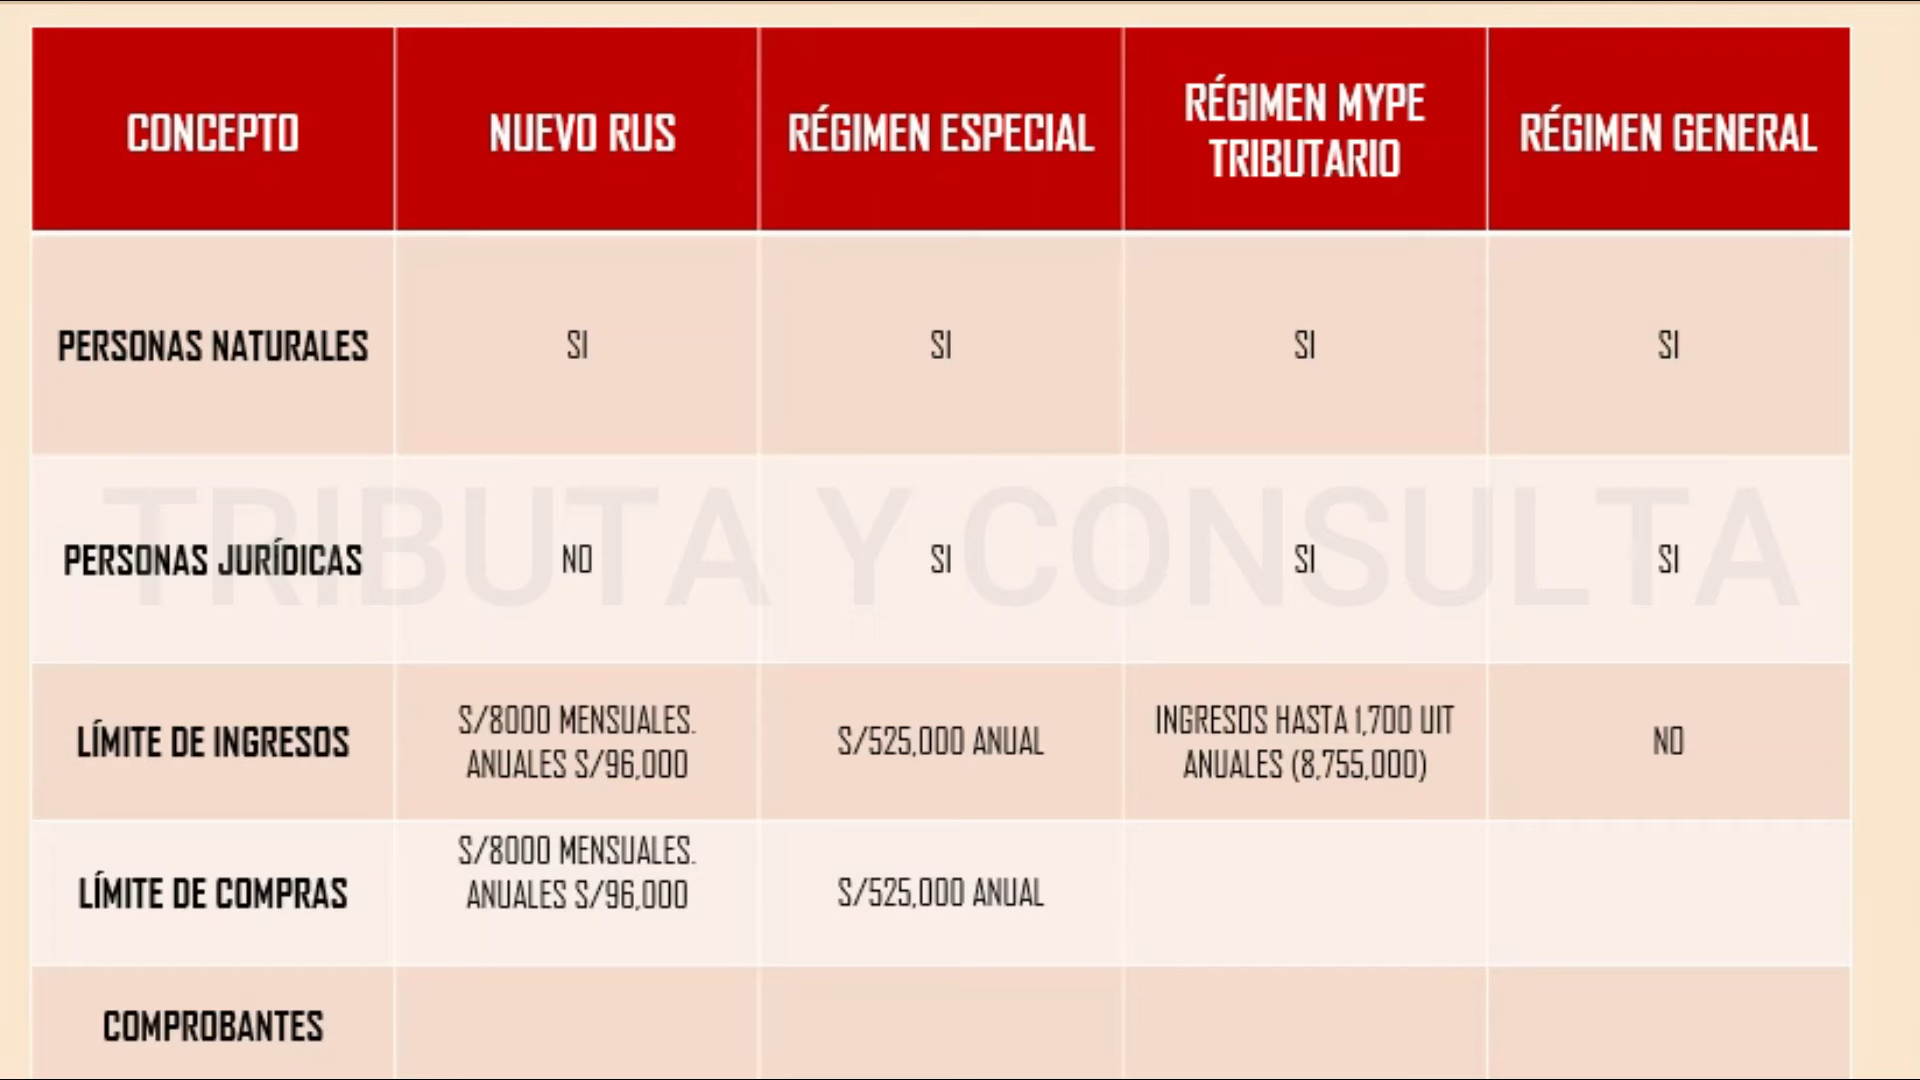 CONCEPTO
NUEVO RUS
RÉGIMEN ESPECIAL
RÉGIMEN MYPE
TRIBUTARIO
RÉGIMEN GENERAL
PERSONAS NATURALES
SI
SI
SI
SI
TRIBUTA Y CONSULTA
PERSONAS JURÍDICAS
NO
SI
SI
SI
LÍMITE DE INGRESOS
S/8000 MENSUALES.
ANUALES S/96,000
S/525,000 ANUAL
INGRESOS HASTA 1,700 UIT
ANUALES (8,755,000)
NO
LÍMITE DE COMPRAS
S/8000 MENSUALES.
ANUALES S/96,000
S/525,000 ANUAL
COMPROBANTES